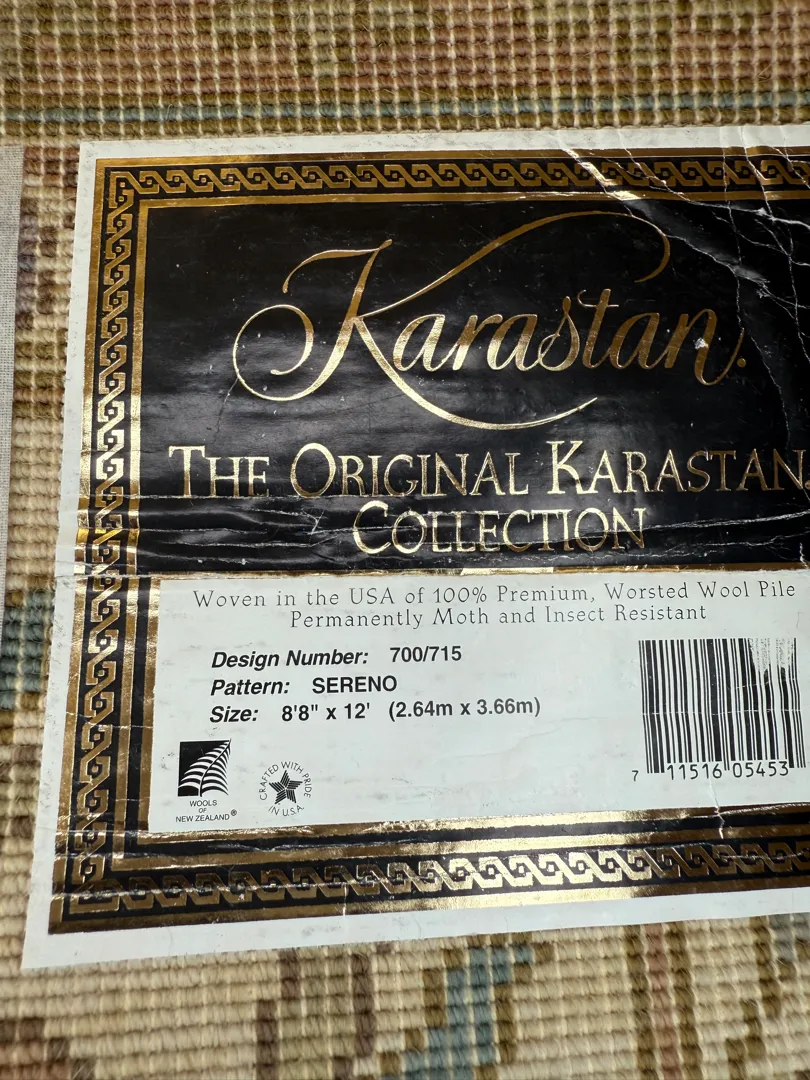 Karastan.
THE ORIGINAL KARASTAN
COLLECTION
Woven in the USA of 100% Premium, Worsted Wool Pile
Permanently Moth and Insect Resistant
Design Number: 700/715
Pattern: SERENO
Size: 8'8" x 12' (2.64m x 3.66m)
WOOLS
OF
NEW ZEALAND®
CRAFTED WITH PRIDE
IN U.S.A.
7 11516 05453